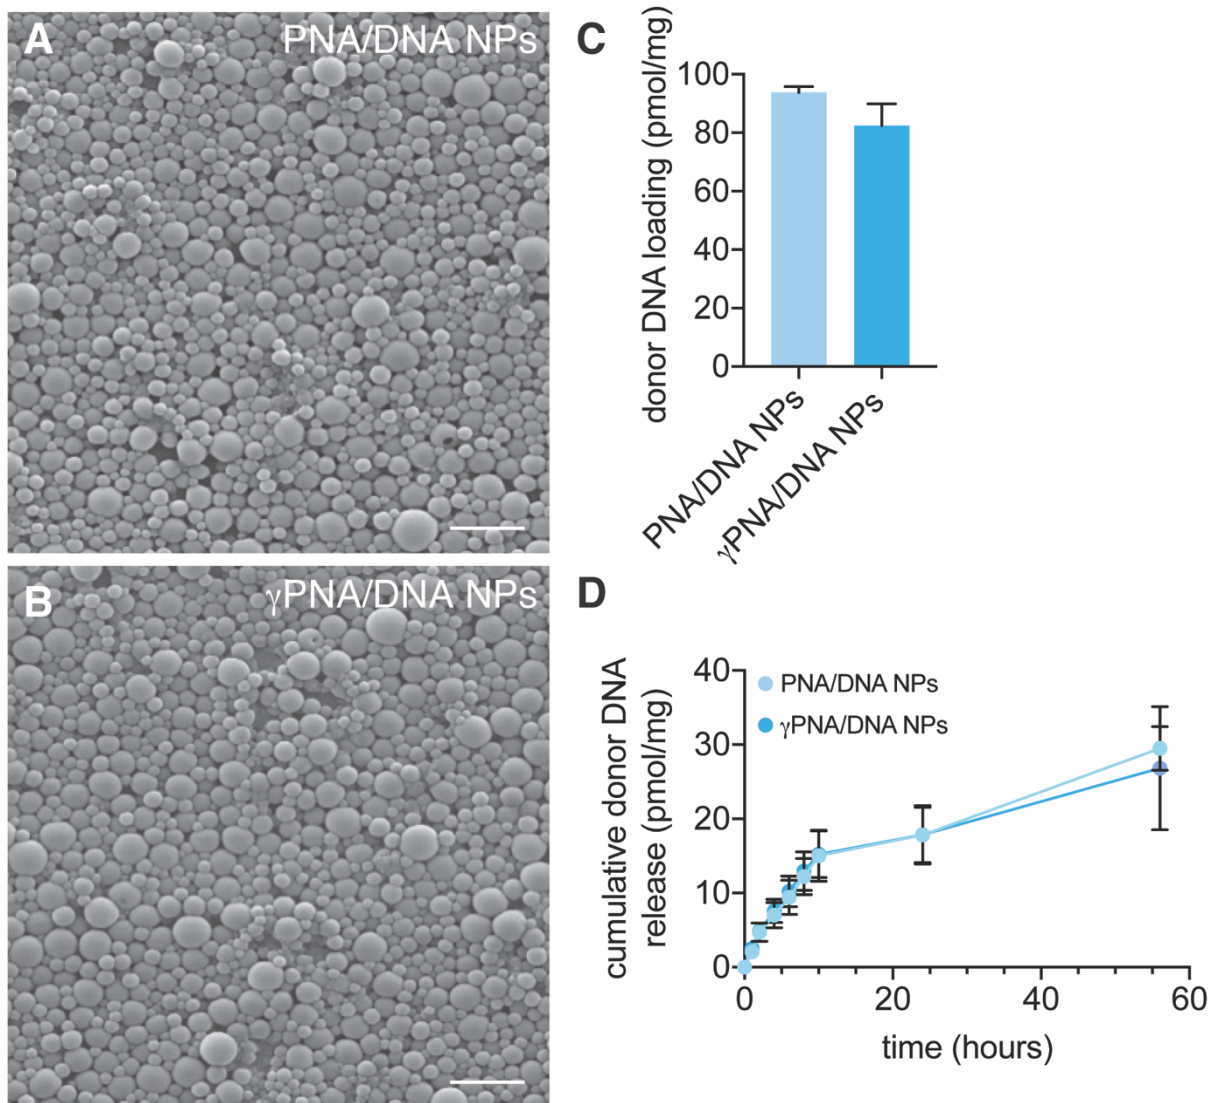 A
PNA/DNA NPs
B
γPNA/DNA NPs
C
donor DNA loading (pmol/mg)
100
80
60
40
20
0
PNA/DNA NPs
γPNA/DNA NPs
D
cumulative donor DNA
release (pmol/mg)
40
30
20
10
0
PNA/DNA NPs
γPNA/DNA NPs
0
20
40
60
time (hours)